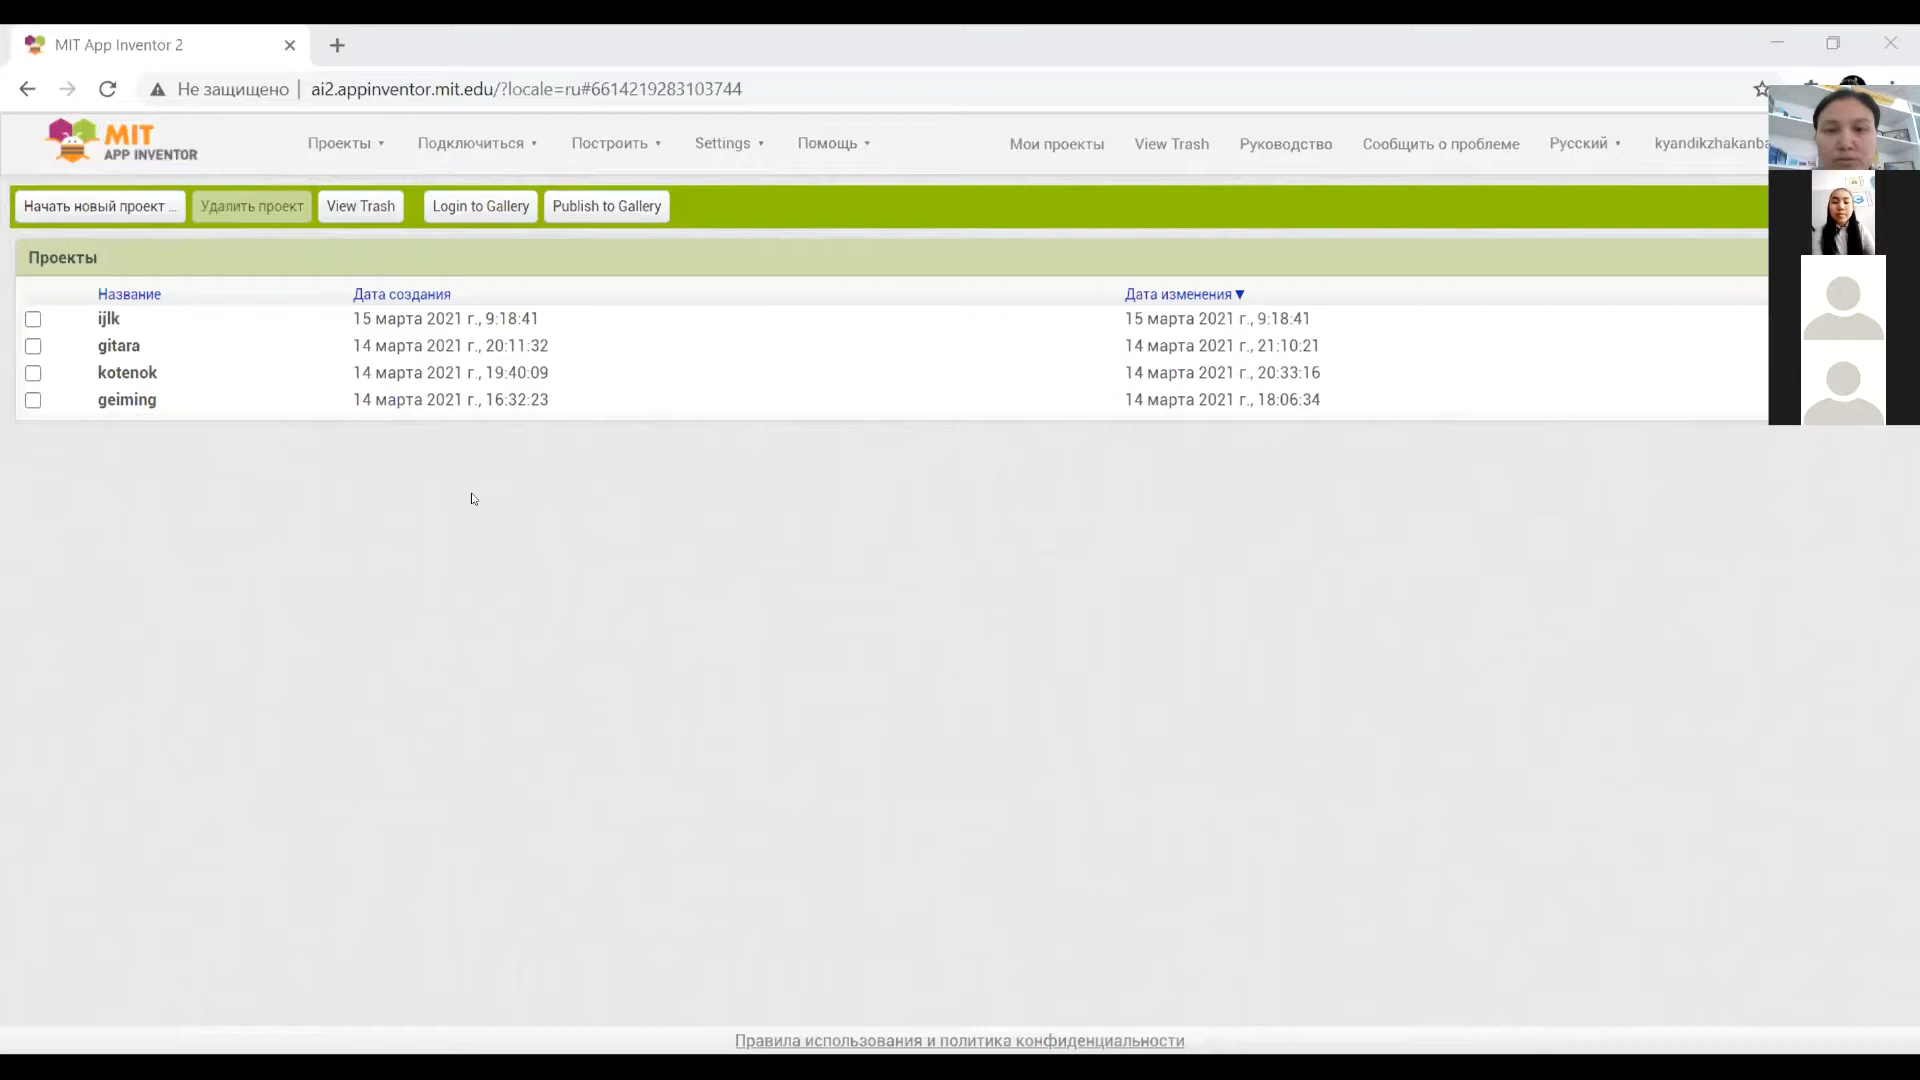 MIT App Inventor 2
Не защищено | ai2.appinventor.mit.edu/?locale=ru#6614219283103744
MIT
APP INVENTOR
Проекты Подключиться Построить Settings Помощь Мои проекты View Trash Руководство Сообщить о проблеме Русский kyandikzhakanba
Начать новый проект ... Удалить проект View Trash Login to Gallery Publish to Gallery
Проекты
Название Дата создания Дата изменения ▼
ijlk 15 марта 2021 г., 9:18:41 15 марта 2021 г., 9:18:41
gitara 14 марта 2021 г., 20:11:32 14 марта 2021 г., 21:10:21
kotenok 14 марта 2021 г., 19:40:09 14 марта 2021 г., 20:33:16
geiming 14 марта 2021 г., 16:32:23 14 марта 2021 г., 18:06:34
Правила использования и политика конфиденциальности